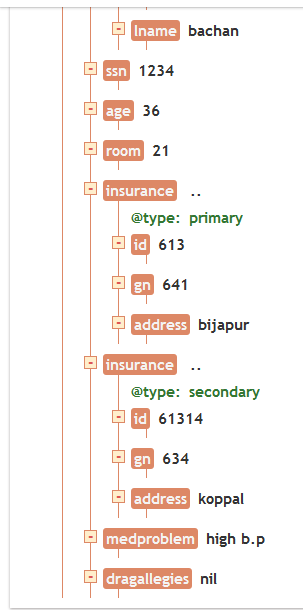 lname bachan
ssn 1234
age 36
room 21
insurance ..
@type: primary
id 613
gn 641
address bijapur
insurance ..
@type: secondary
id 61314
gn 634
address koppal
medproblem high b.p
dragallegies nil